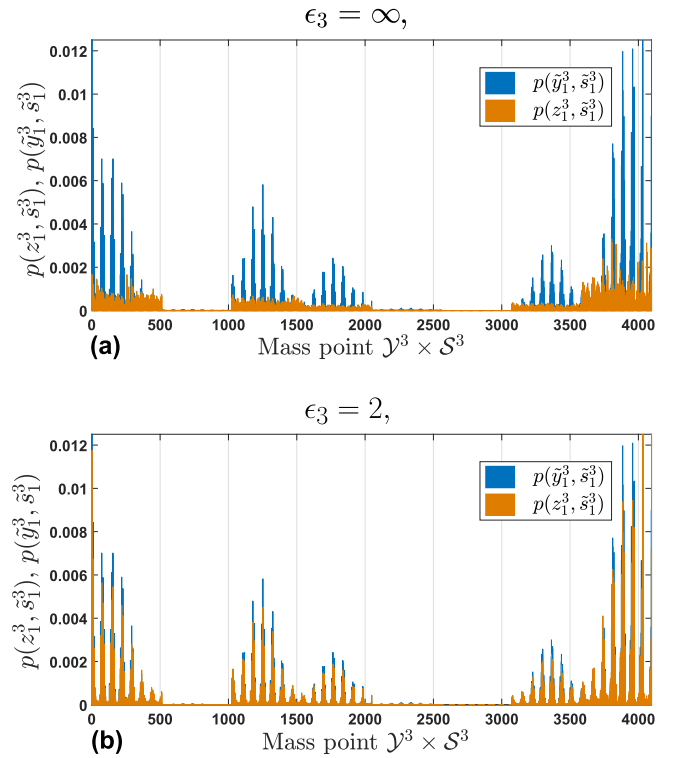 ϵ₃ = ∞,
p(z₁³, s̃₁³), p(ỹ₁³, s̃₁³)
0.012
0.01
0.008
0.006
0.004
0.002
0
p(ỹ₁³, s̃₁³)
p(z₁³, s̃₁³)
0 500 1000 1500 2000 2500 3000 3500 4000
(a) Mass point 𝒴³ × 𝒮³
ϵ₃ = 2,
p(z₁³, s̃₁³), p(ỹ₁³, s̃₁³)
0.012
0.01
0.008
0.006
0.004
0.002
0
p(ỹ₁³, s̃₁³)
p(z₁³, s̃₁³)
0 500 1000 1500 2000 2500 3000 3500 4000
(b) Mass point 𝒴³ × 𝒮³